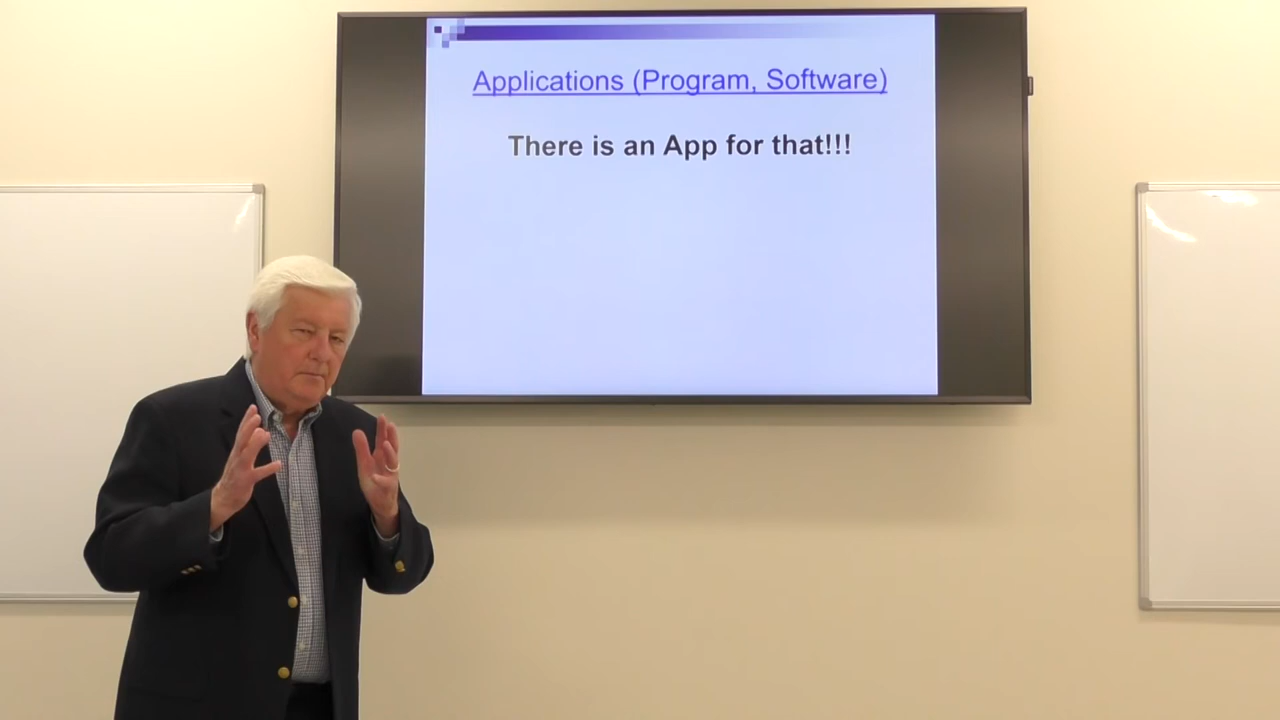 Applications (Program, Software)
There is an App for that!!!